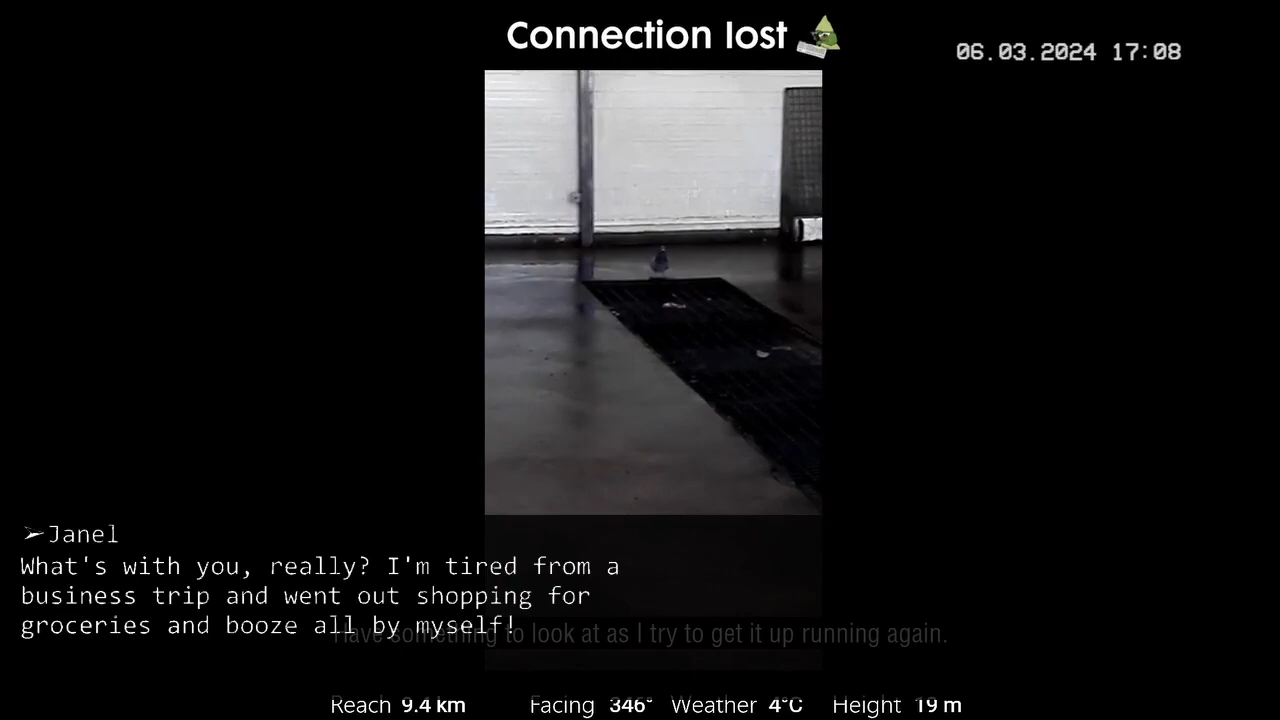 Connection lost
06.03.2024 17:08
➢Janel
What's with you, really? I'm tired from a
business trip and went out shopping for
groceries and booze all by myself!
Have something to look at as I try to get it up running again.
Reach 9.4 km Facing 346° Weather 4°C Height 19 m